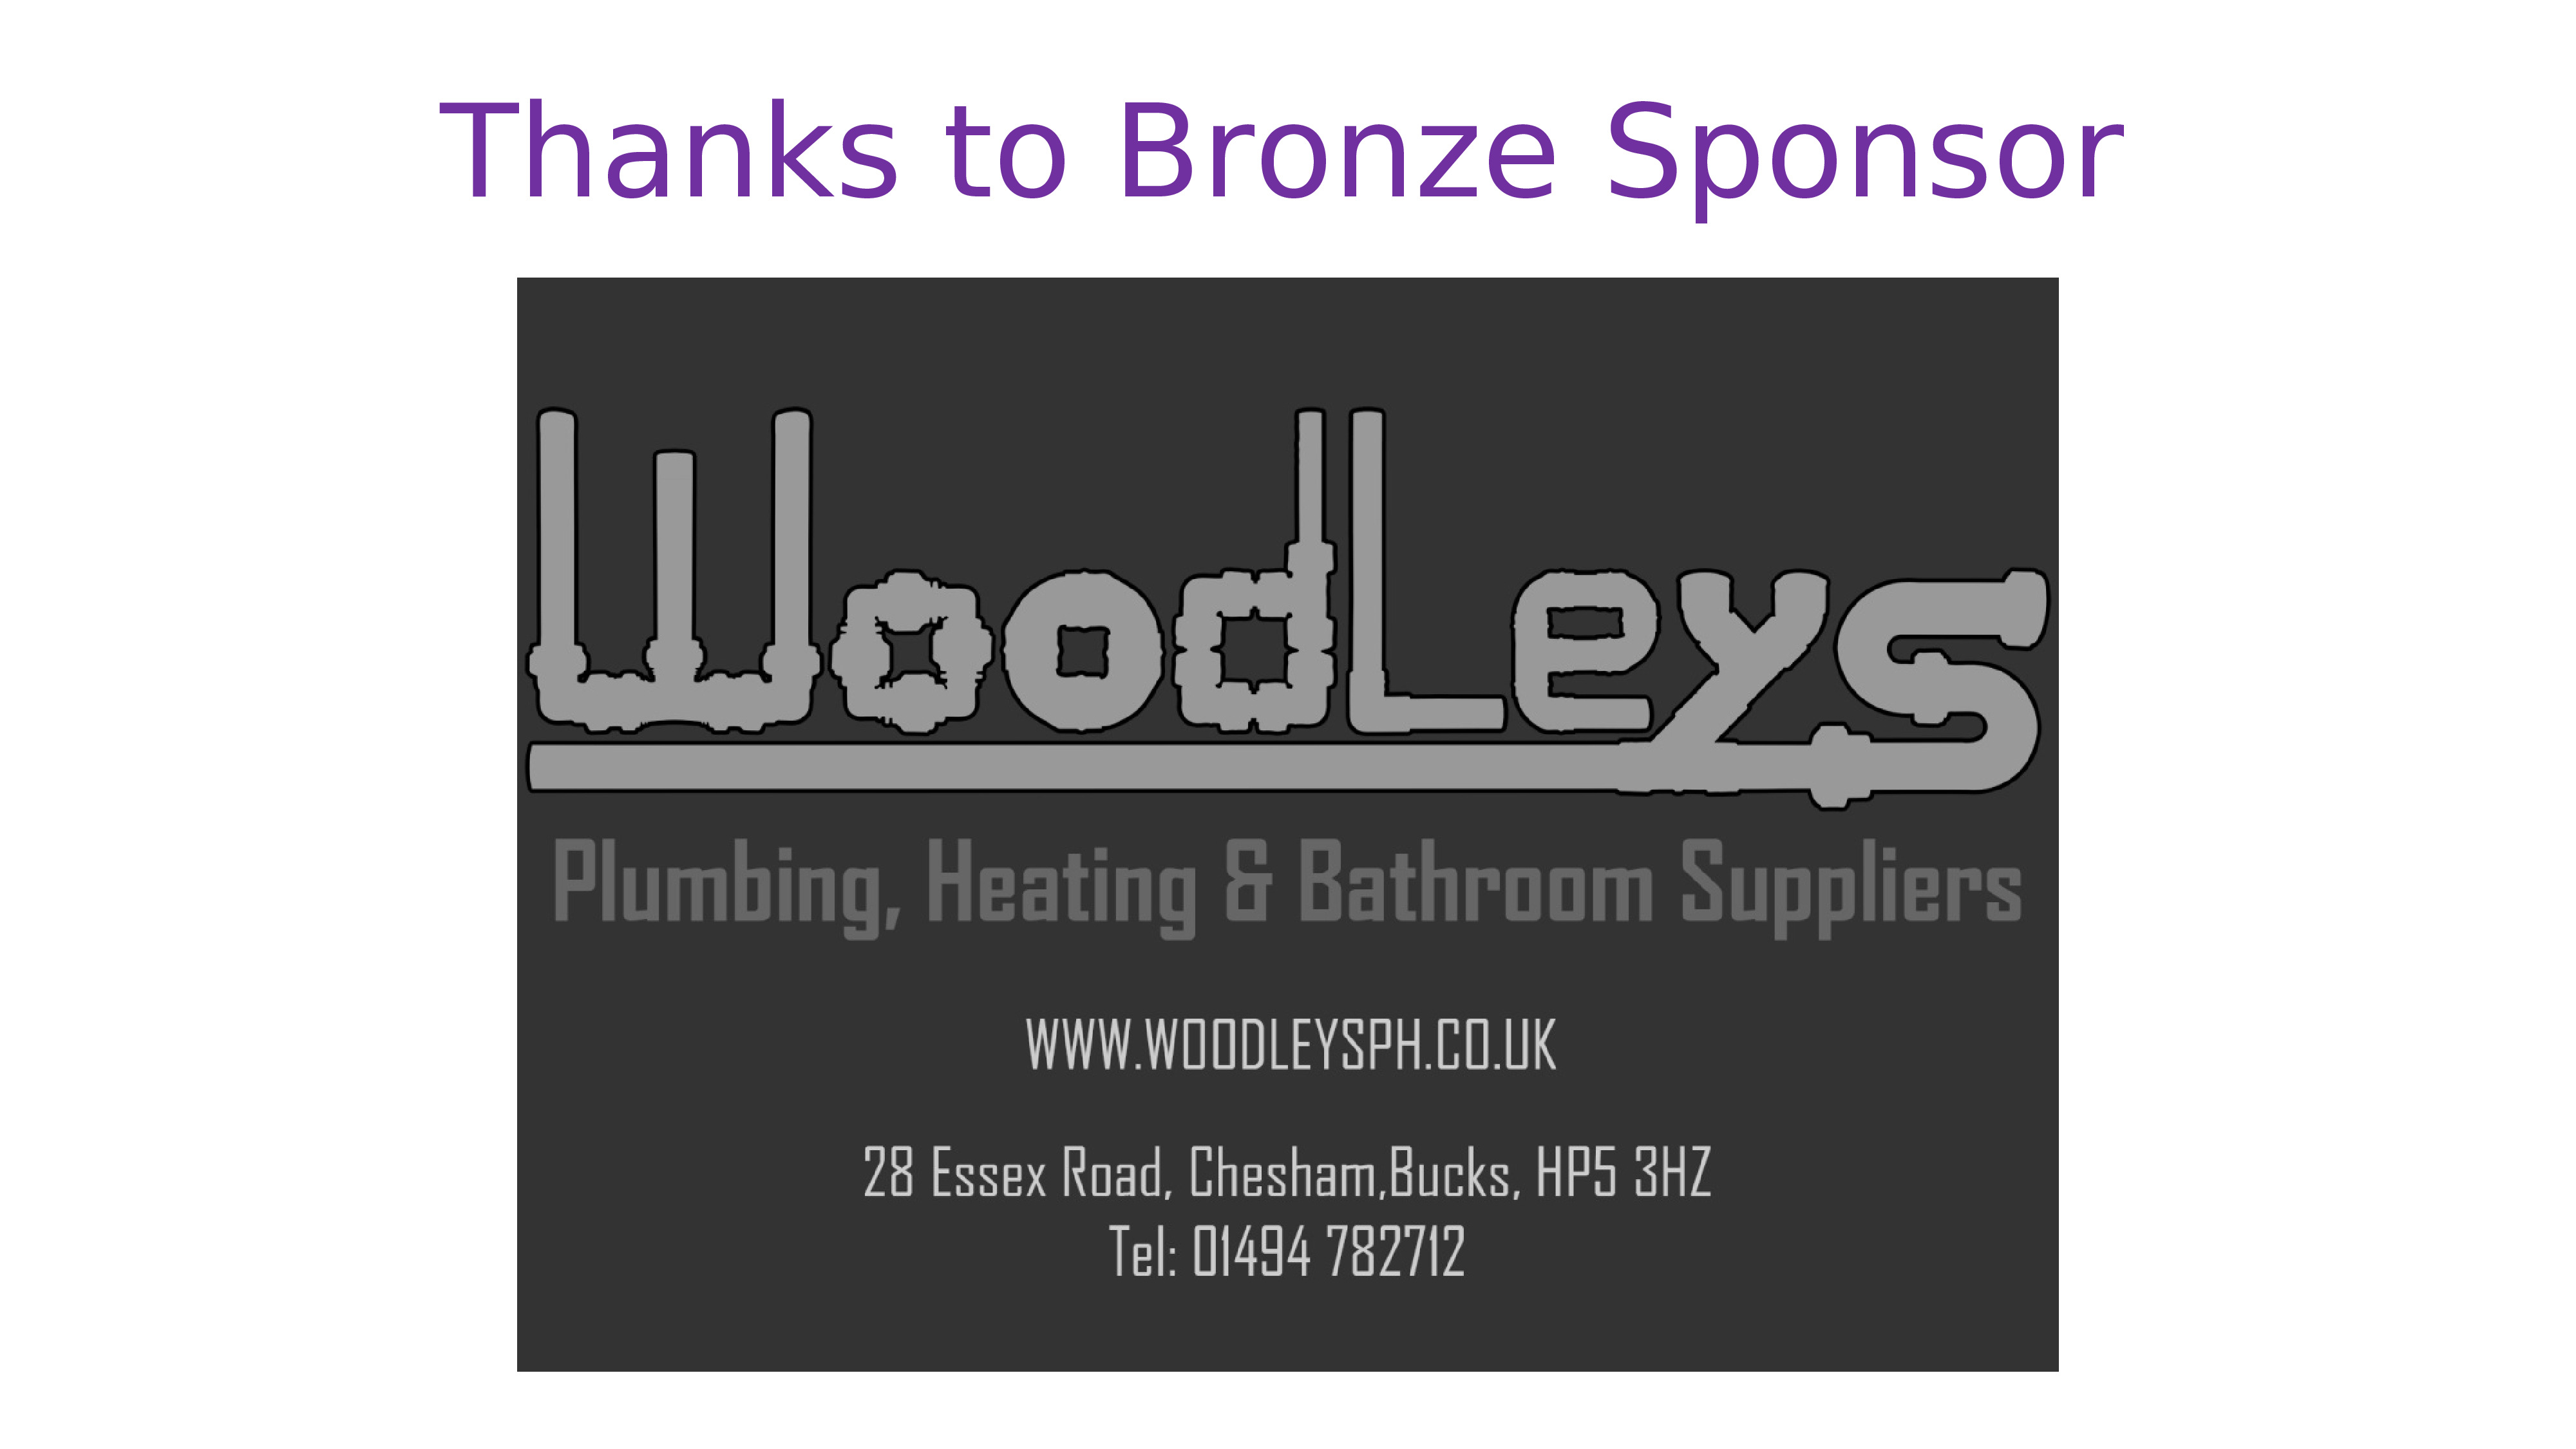 Thanks to Bronze Sponsor
WoodLeys
Plumbing, Heating & Bathroom Suppliers
WWW.WOODLEYSPH.CO.UK
28 Essex Road, Chesham,Bucks, HP5 3HZ
Tel: 01494 782712